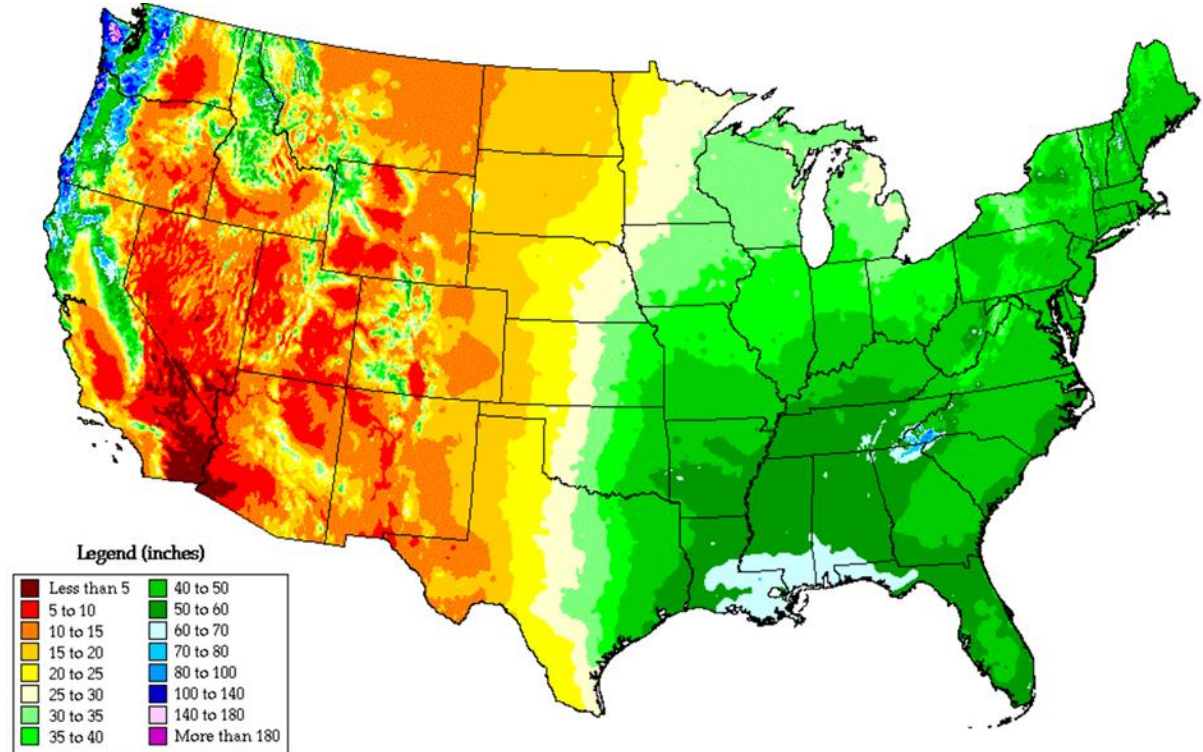 Legend (inches)
Less than 5
5 to 10
10 to 15
15 to 20
20 to 25
25 to 30
30 to 35
35 to 40
40 to 50
50 to 60
60 to 70
70 to 80
80 to 100
100 to 140
140 to 180
More than 180